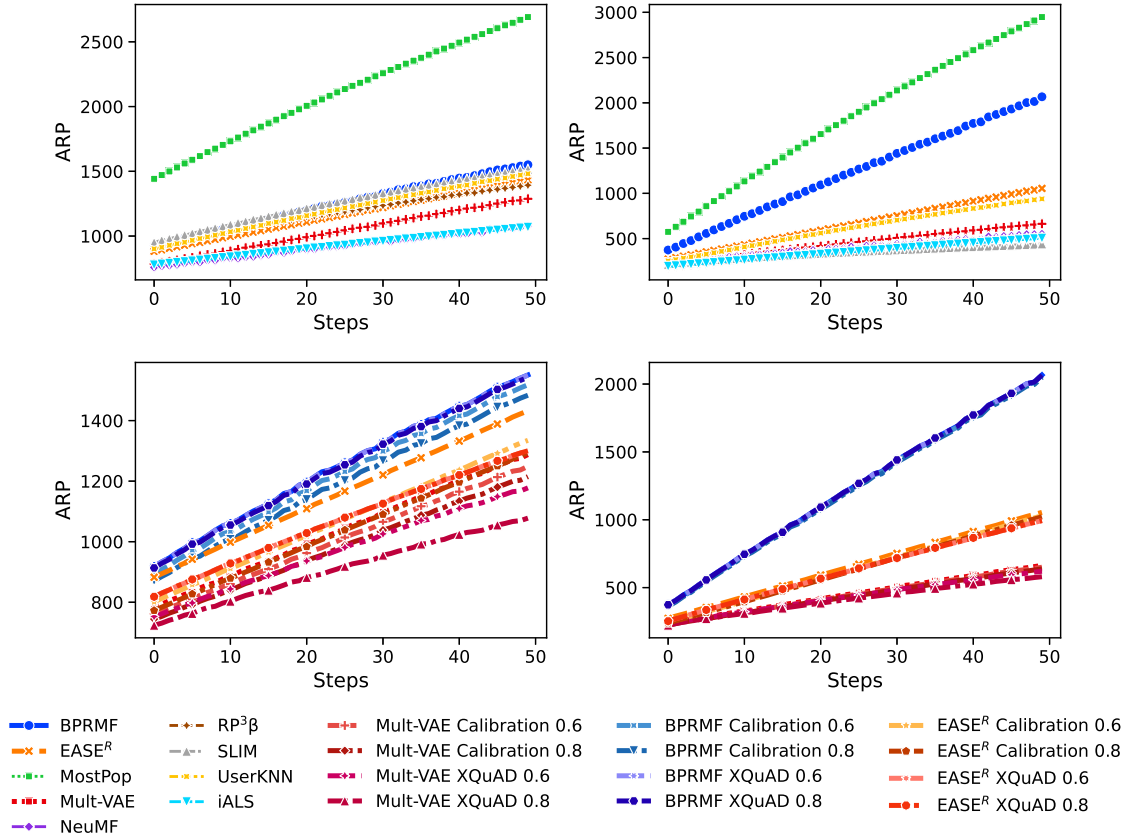 2500
2000
1500
1000
ARP
0 10 20 30 40 50
Steps
3000
2500
2000
1500
1000
500
ARP
0 10 20 30 40 50
Steps
1400
1200
1000
800
ARP
0 10 20 30 40 50
Steps
2000
1500
1000
500
ARP
0 10 20 30 40 50
Steps
BPRMF
EASE^R
MostPop
Mult-VAE
NeuMF
RP³β
SLIM
UserKNN
iALS
Mult-VAE Calibration 0.6
Mult-VAE Calibration 0.8
Mult-VAE XQuAD 0.6
Mult-VAE XQuAD 0.8
BPRMF Calibration 0.6
BPRMF Calibration 0.8
BPRMF XQuAD 0.6
BPRMF XQuAD 0.8
EASE^R Calibration 0.6
EASE^R Calibration 0.8
EASE^R XQuAD 0.6
EASE^R XQuAD 0.8